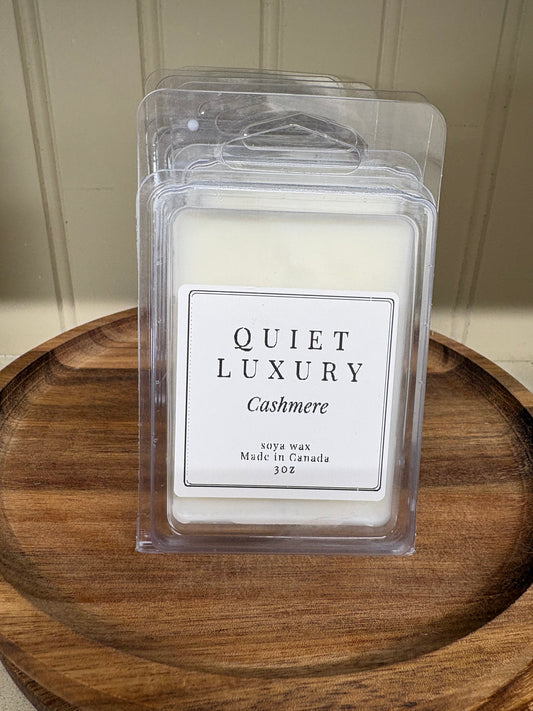 QUIET
LUXURY
Cashmere
soya wax
Made in Canada
3oz